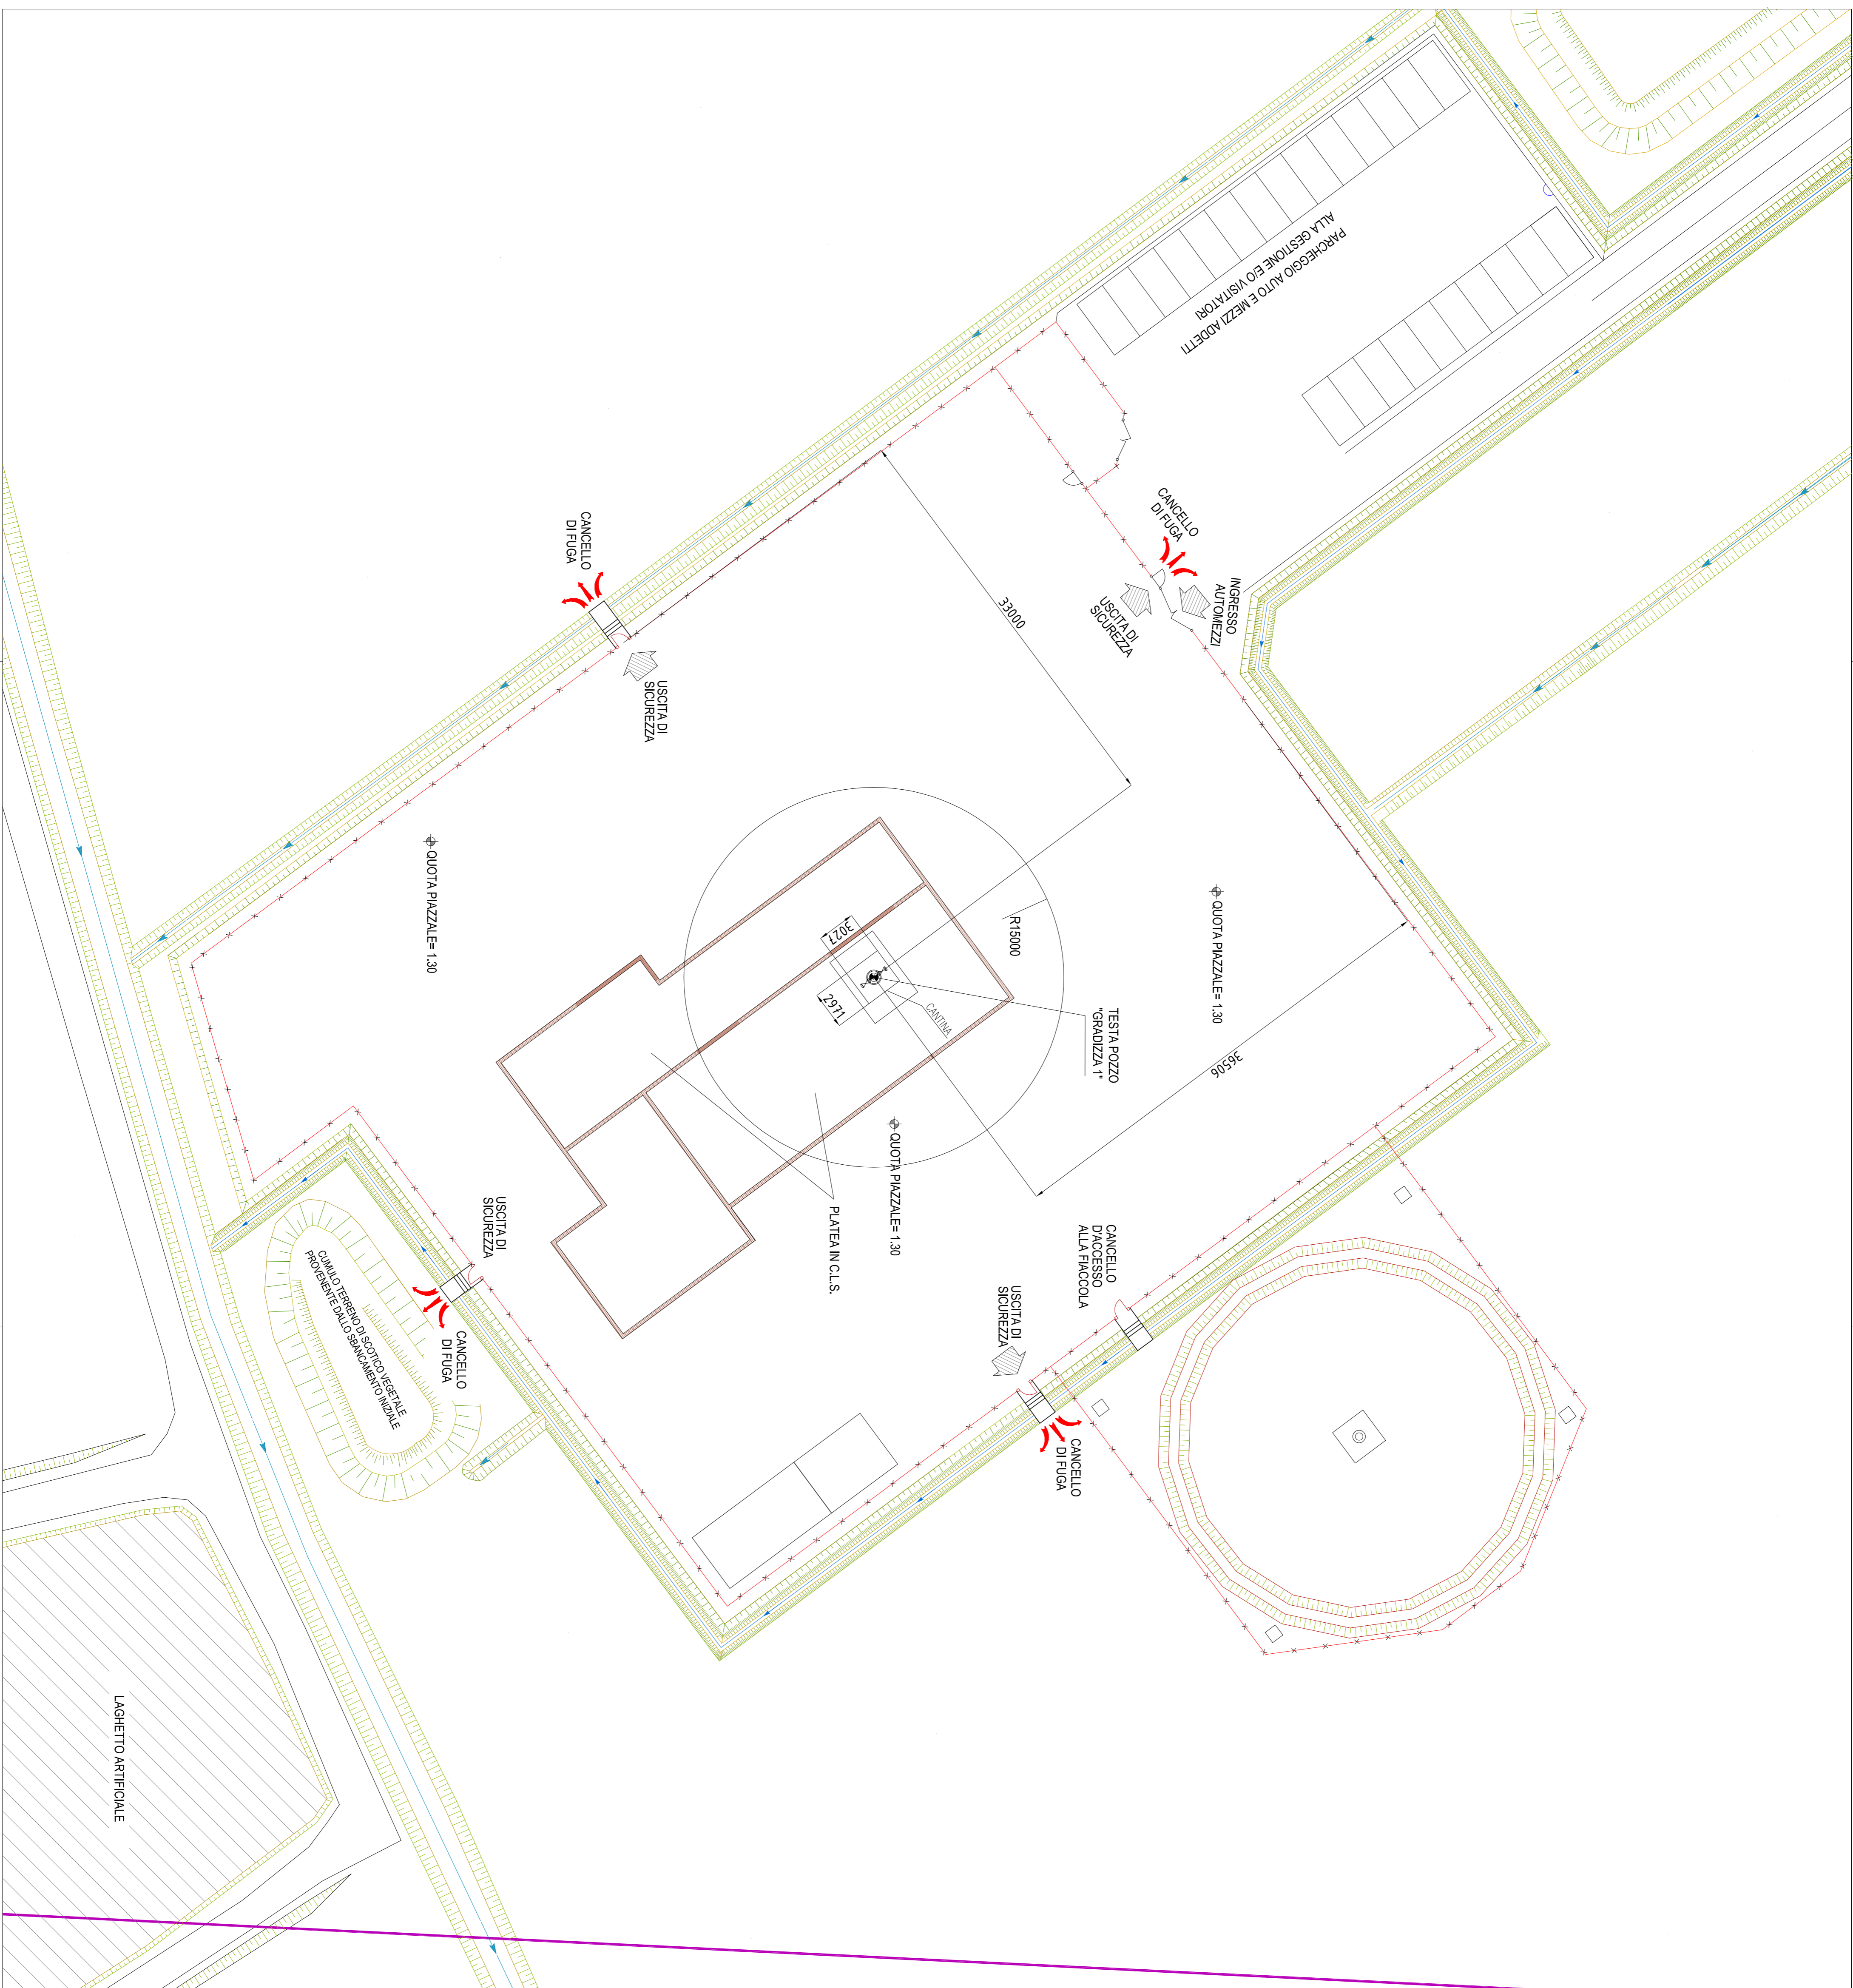 PARCHEGGIO AUTO E MEZZI ADDETTI
ALLA GESTIONE E/O VISITATORI
CANCELLO
DI FUGA
INGRESSO
AUTOMEZZI
USCITA DI
SICUREZZA
CANCELLO
DI FUGA
USCITA DI
SICUREZZA
33000
QUOTA PIAZZALE= 1.30
QUOTA PIAZZALE= 1.30
R15000
3027
2971
CANTINA
TESTA POZZO
"GRADIZZA 1"
36506
QUOTA PIAZZALE= 1.30
PLATEA IN C.L.S.
CANCELLO
D'ACCESSO
ALLA FIACCOLA
USCITA DI
SICUREZZA
CANCELLO
DI FUGA
USCITA DI
SICUREZZA
CANCELLO
DI FUGA
CUMULO TERRENO DI SCOTICO VEGETALE
PROVENENTE DALLO SBANCAMENTO INIZIALE
LAGHETTO ARTIFICIALE